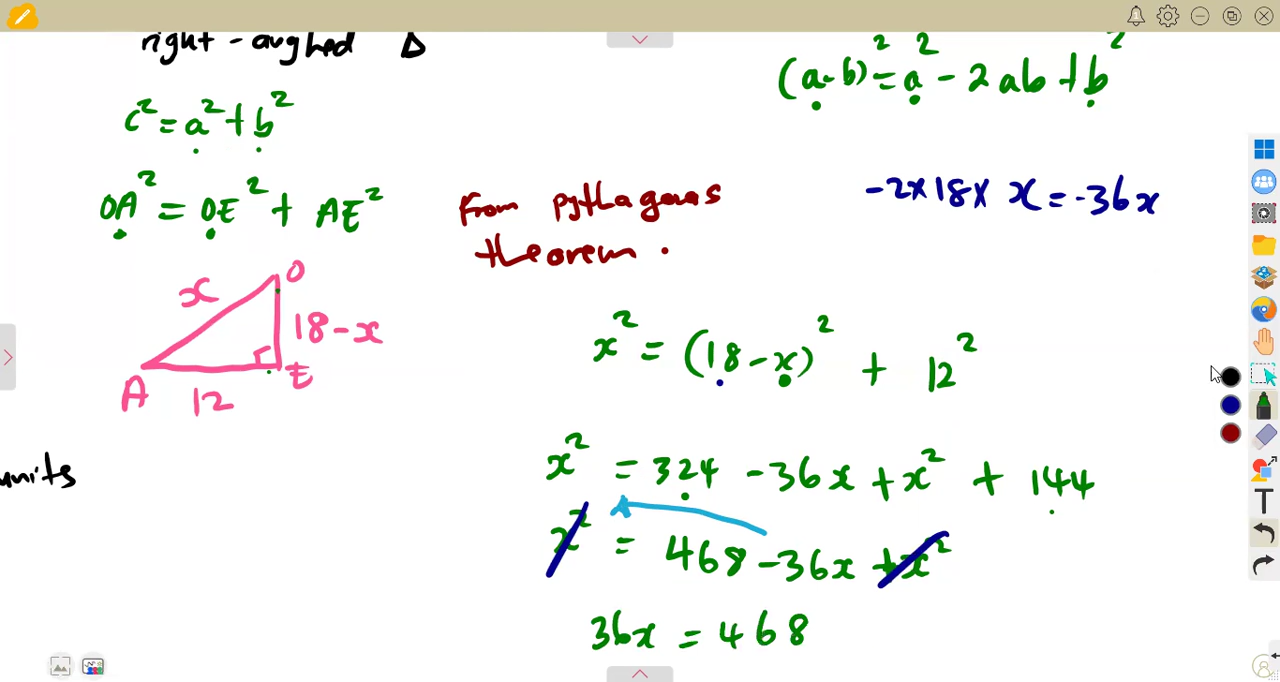 right-anghed Δ
c² = a² + b²
OA² = OE² + AE²
x
O
18 - x
A
12
E
units
(a-b)² = a² - 2ab + b²
-2 × 18 × x = -36x
From pythagoras
theorem .
x² = (18 - x)² + 12²
x² = 324 - 36x + x² + 144
x² = 468 - 36x + x²
36x = 468
T